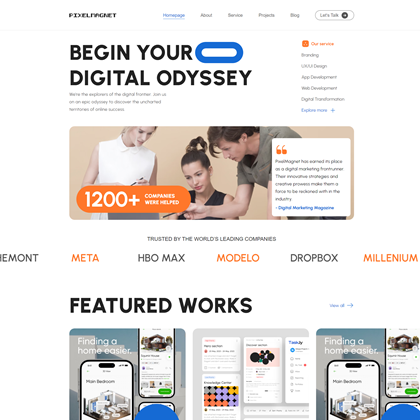 PIXELMAGNET
Homepage
About
Service
Projects
Blog
Let's Talk
BEGIN YOUR
DIGITAL ODYSSEY
We're the explorers of the digital frontier. Join us
on an epic odyssey to discover the uncharted
territories of online success.
Our service
Branding
UX/UI Design
App Development
Web Development
Digital Transformation
Explore more
1200+
COMPANIES
WERE HELPED
PixelMagnet has earned its place
as a digital marketing frontrunner.
Their innovative strategies and
creative prowess make them a
force to be reckoned with in the
industry.
- Digital Marketing Magazine
TRUSTED BY THE WORLD'S LEADING COMPANIES
HEMONT
META
HBO MAX
MODELO
DROPBOX
MILLENIUM
FEATURED WORKS
View all
Finding a
home easier.
Main Bedroom
Knowledge Center
Discover section
Taskly
Finding a
home easier.
Main Bedroom